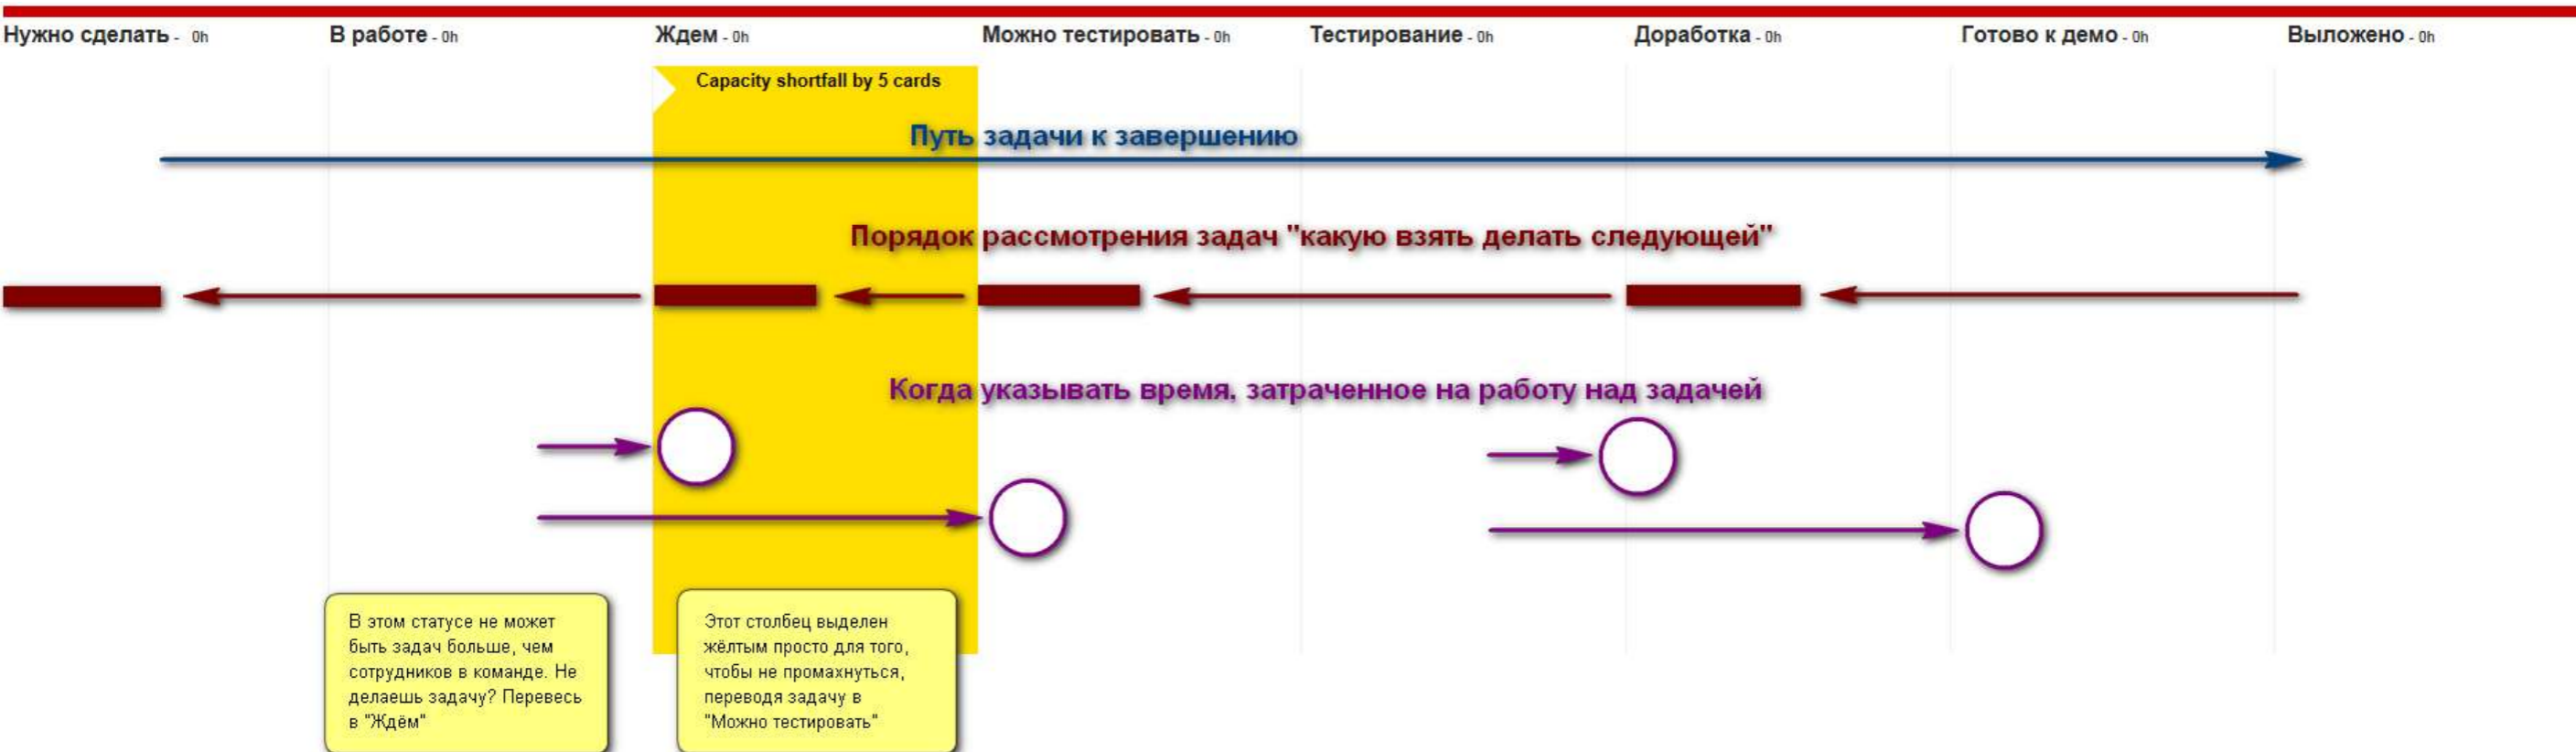 Нужно сделать - 0h
В работе - 0h
Ждем - 0h
Можно тестировать - 0h
Тестирование - 0h
Доработка - 0h
Готово к демо - 0h
Выложено - 0h
Capacity shortfall by 5 cards
Путь задачи к завершению
Порядок рассмотрения задач "какую взять делать следующей"
Когда указывать время, затраченное на работу над задачей
В этом статусе не может
быть задач больше, чем
сотрудников в команде. Не
делаешь задачу? Перевесь
в "Ждём"
Этот столбец выделен
жёлтым просто для того,
чтобы не промахнуться,
переводя задачу в
"Можно тестировать"